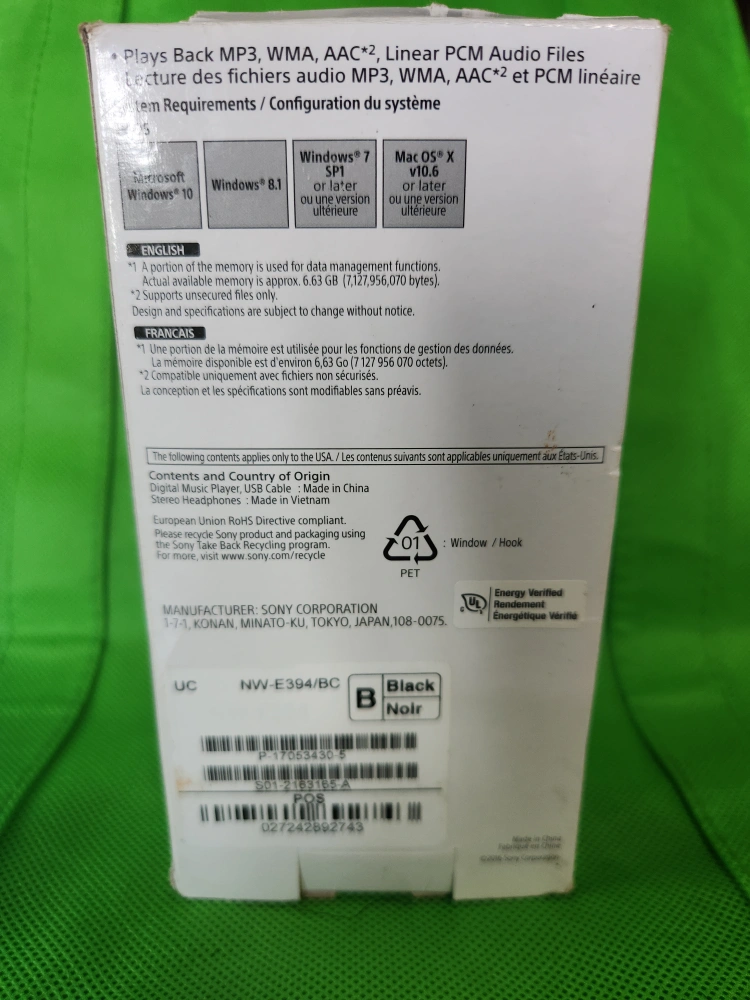 • Plays Back MP3, WMA, AAC*2, Linear PCM Audio Files
Lecture des fichiers audio MP3, WMA, AAC*2 et PCM linéaire
Requirements / Configuration du système
Microsoft
Windows® 10
Windows® 8.1
Windows® 7
SP1
or later
ou une version
ultérieure
Mac OS® X
v10.6
or later
ou une version
ultérieure
ENGLISH
*1 A portion of the memory is used for data management functions.
Actual available memory is approx. 6.63 GB (7,127,956,070 bytes).
*2 Supports unsecured files only.
Design and specifications are subject to change without notice.
FRANCAIS
*1 Une portion de la mémoire est utilisée pour les fonctions de gestion des données.
La mémoire disponible est d'environ 6,63 Go (7 127 956 070 octets).
*2 Compatible uniquement avec fichiers non sécurisés.
La conception et les spécifications sont modifiables sans préavis.
The following contents applies only to the USA. / Les contenus suivants sont applicables uniquement aux États-Unis.
Contents and Country of Origin
Digital Music Player, USB Cable : Made in China
Stereo Headphones : Made in Vietnam
European Union RoHS Directive compliant.
Please recycle Sony product and packaging using
the Sony Take Back Recycling program.
For more, visit www.sony.com/recycle
01
PET
: Window / Hook
C UL
Energy Verified
Rendement
Énergétique Vérifié
MANUFACTURER: SONY CORPORATION
1-7-1, KONAN, MINATO-KU, TOKYO, JAPAN,108-0075.
UC NW-E394/BC
B
Black
Noir
P-17053430-5
S01-2163165-A
POS
027242892743
Made in China
Fabriqué en Chine
Sony Corporation